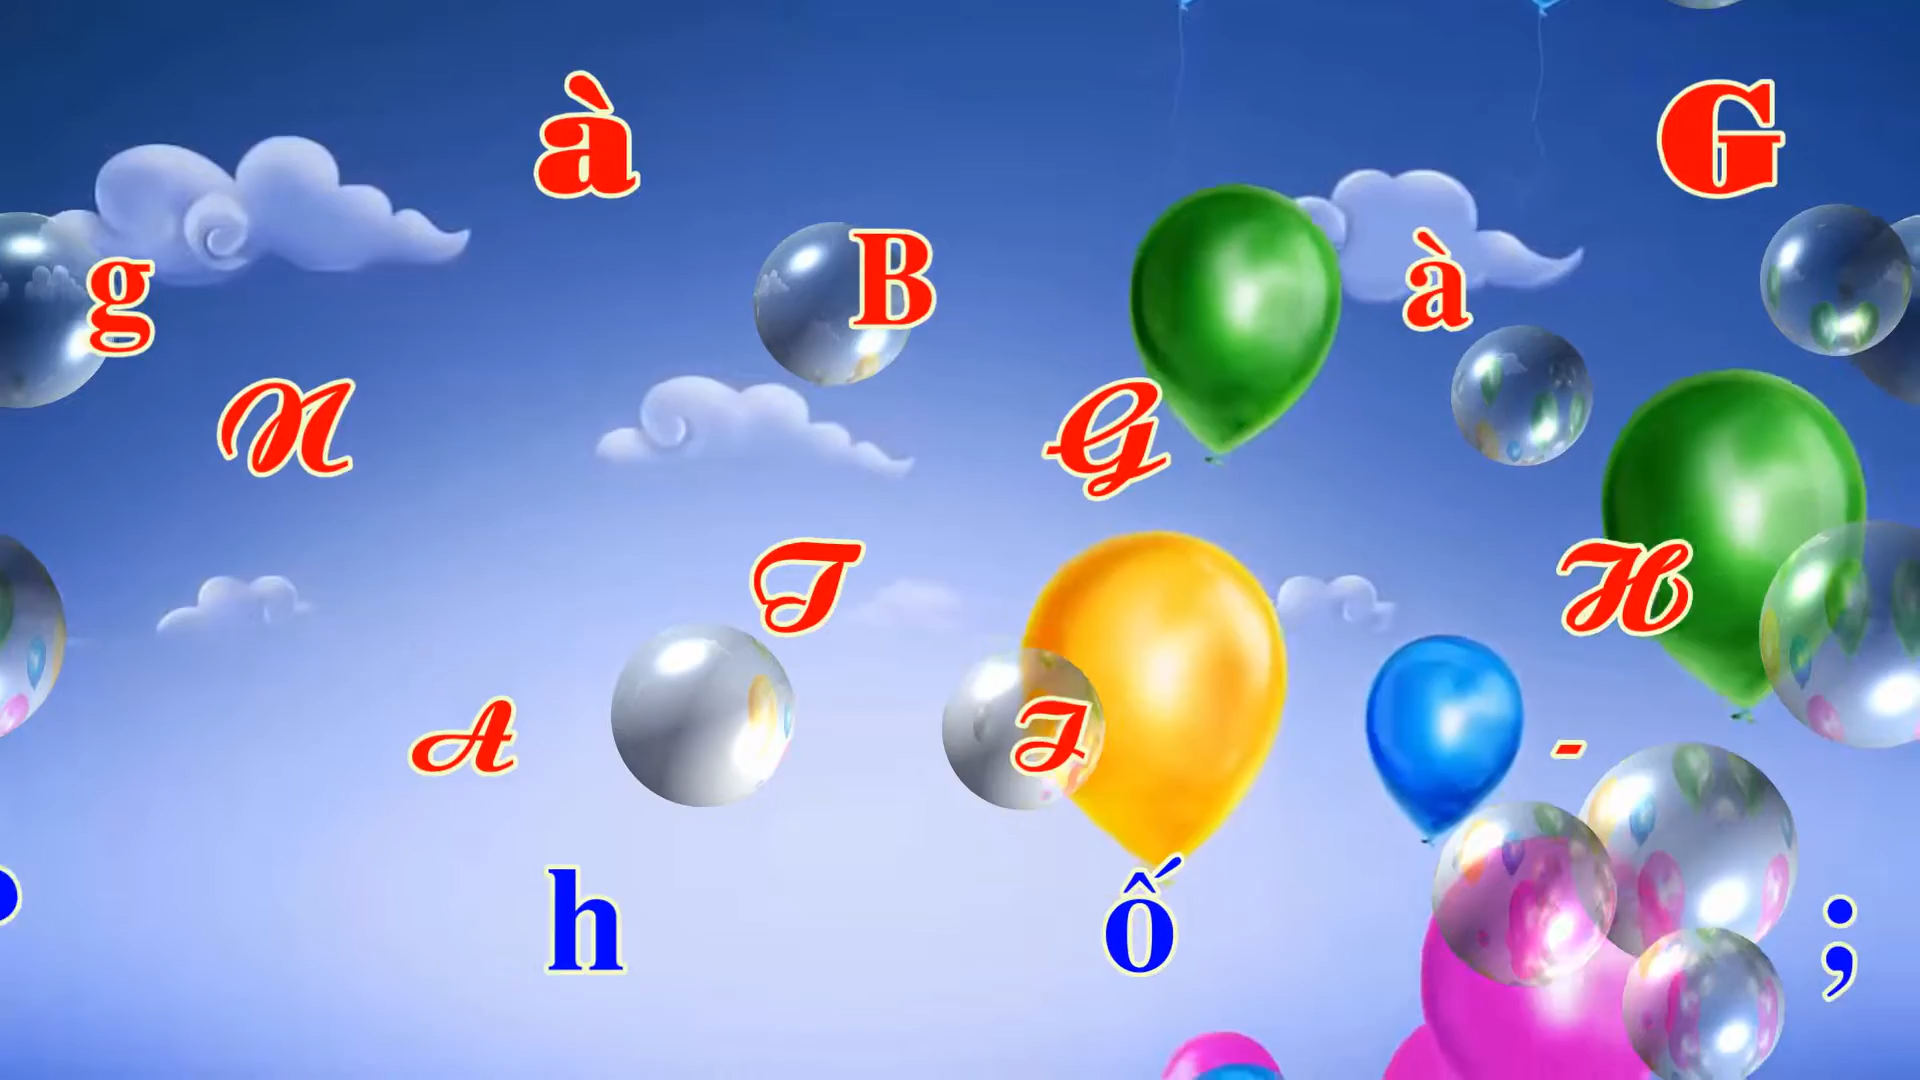 à G
g B à
N G
T H
A I -
h ố ;